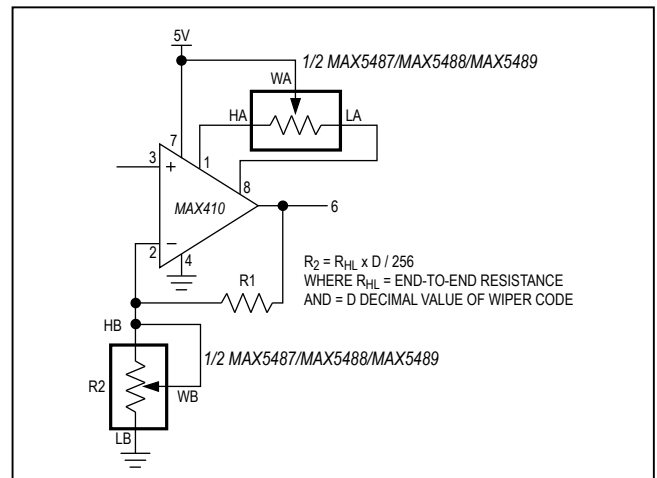 5V
1/2 MAX5487/MAX5488/MAX5489
WA
HA
LA
7
1
3
+
8
MAX410
6
−
2
4
R1
R2 = RHL x D / 256
WHERE RHL = END-TO-END RESISTANCE
AND = D DECIMAL VALUE OF WIPER CODE
HB
1/2 MAX5487/MAX5488/MAX5489
R2
WB
LB